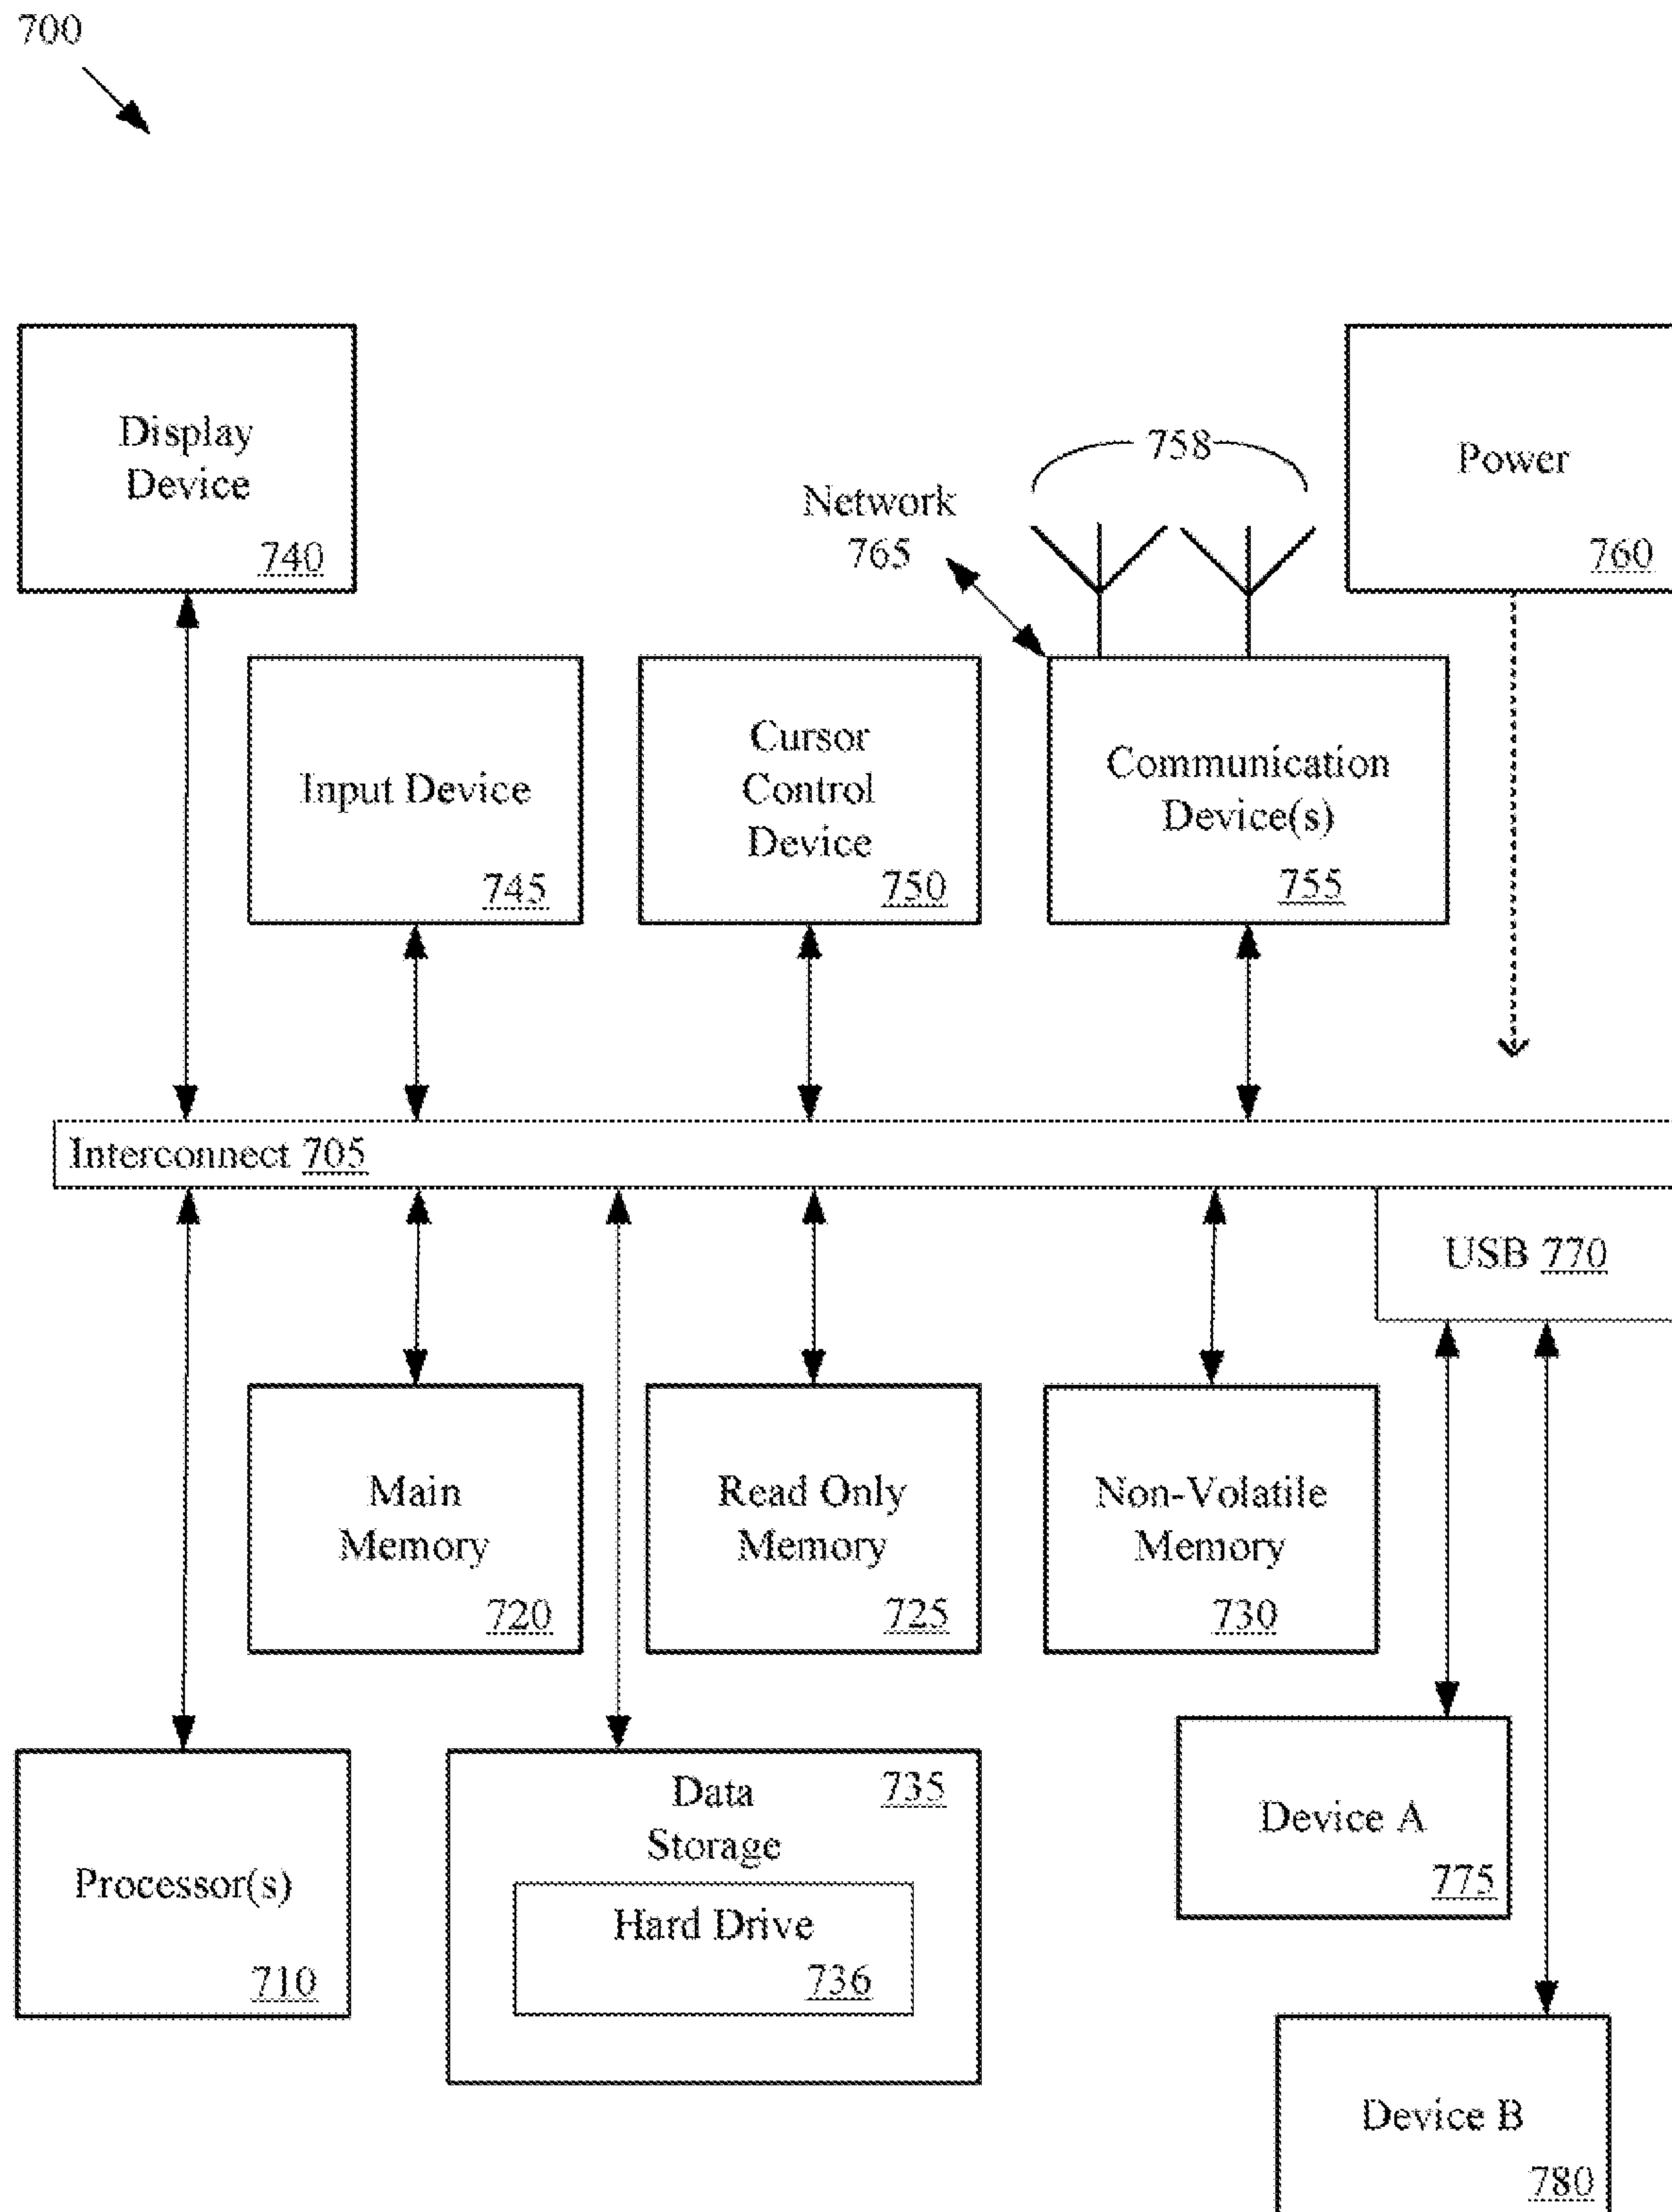 700
Display
Device
740
Network
765
758
Power
760
Input Device
745
Cursor
Control
Device
750
Communication
Device(s)
755
Interconnect 705
USB 770
Main
Memory
720
Read Only
Memory
725
Non-Volatile
Memory
730
Processor(s)
710
Data
Storage
735
Hard Drive
736
Device A
775
Device B
780